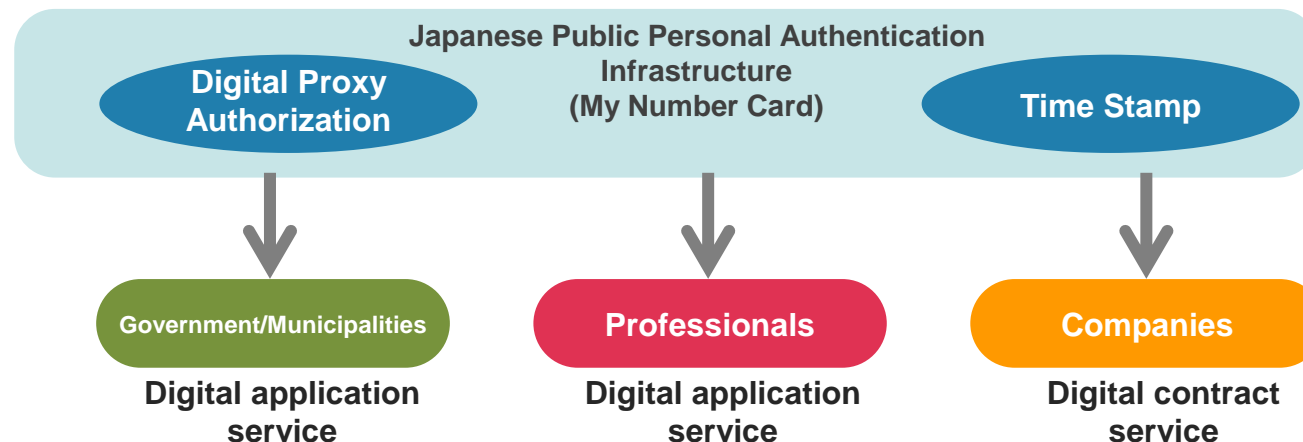 Japanese Public Personal Authentication
Infrastructure
(My Number Card)
Digital Proxy
Authorization
Time Stamp
Government/Municipalities
Professionals
Companies
Digital application
service
Digital application
service
Digital contract
service